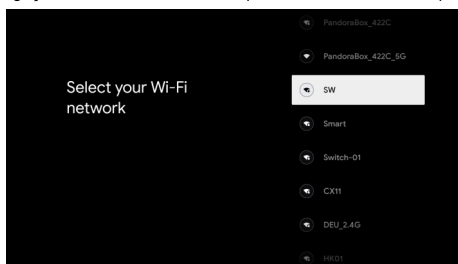 Select your Wi-Fi
network
PandoraBox_422C
PandoraBox_422C_5G
SW
Smart
Switch-01
CX11
DEU_2.4G
HK01